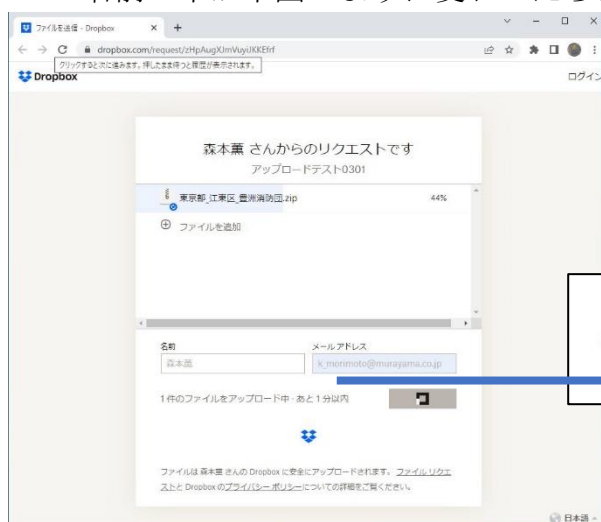 ファイルを送信 - Dropbox
dropbox.com/request/zHpAugXJmVuyiJKKEfrf
クリックすると次に進みます。押したまま待つと履歴が表示されます。
Dropbox
ログイン
森本薫 さんからのリクエストです
アップロードテスト0301
東京都_江東区_豊洲消防団.zip 44%
ファイルを追加
名前 メール アドレス
森本薫 k_morimoto@murayama.co.jp
1 件のファイルをアップロード中・あと 1 分以内
ファイルは 森本薫 さんの Dropbox に安全にアップロードされます。ファイル リクエ
ストと Dropbox のプライバシー ポリシーについての詳細をご覧ください。
日本語